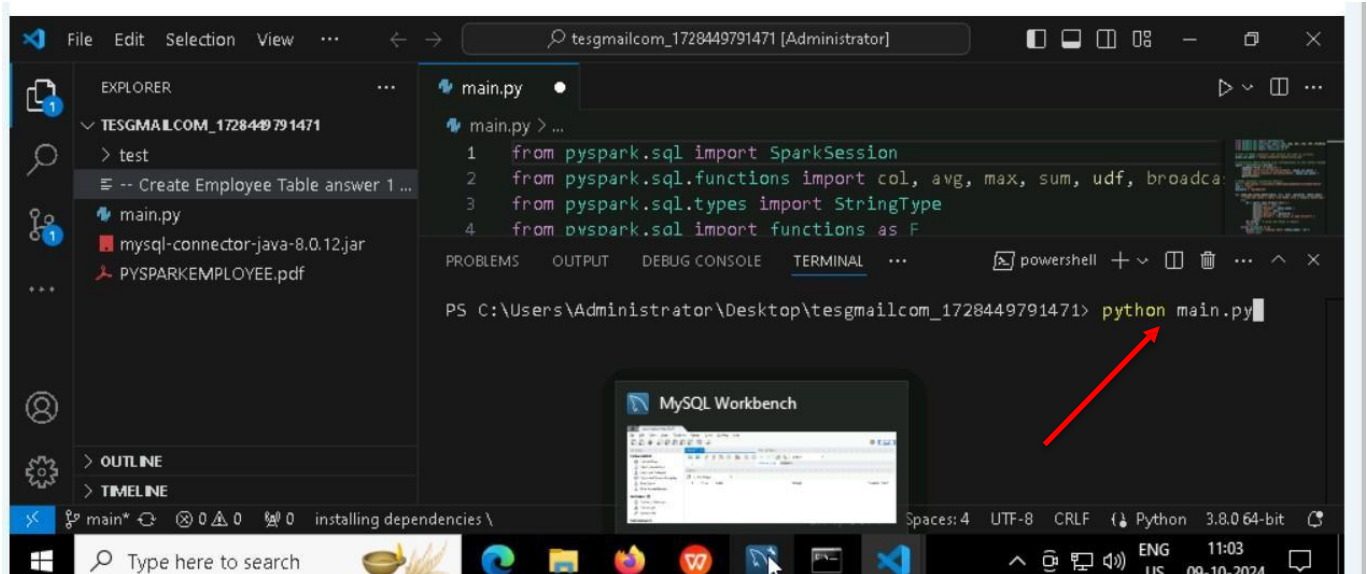 File Edit Selection View ··· tesgmailcom_1728449791471 [Administrator]
EXPLORER ···
TESGMAILCOM_1728449791471
test
-- Create Employee Table answer 1 ...
main.py
mysql-connector-java-8.0.12.jar
PYSPARKEMPLOYEE.pdf
OUTLINE
TIMELINE
main.py
main.py > ...
1 from pyspark.sql import SparkSession
2 from pyspark.sql.functions import col, avg, max, sum, udf, broadca
3 from pyspark.sql.types import StringType
4 from pyspark.sql import functions as F
PROBLEMS OUTPUT DEBUG CONSOLE TERMINAL ··· powershell
PS C:\Users\Administrator\Desktop\tesgmailcom_1728449791471> python main.py
MySQL Workbench
1
1
main* 0 0 0 installing dependencies \ Spaces: 4 UTF-8 CRLF Python 3.8.0 64-bit
Type here to search
ENG
US
11:03
09-10-2024